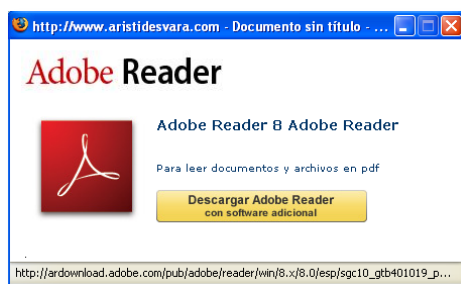 http://www.aristidesvara.com - Documento sin título - ...
Adobe Reader
Adobe Reader 8 Adobe Reader
Para leer documentos y archivos en pdf
Descargar Adobe Reader
con software adicional
.
http://ardownload.adobe.com/pub/adobe/reader/win/8.x/8.0/esp/sgc10_gtb401019_p...